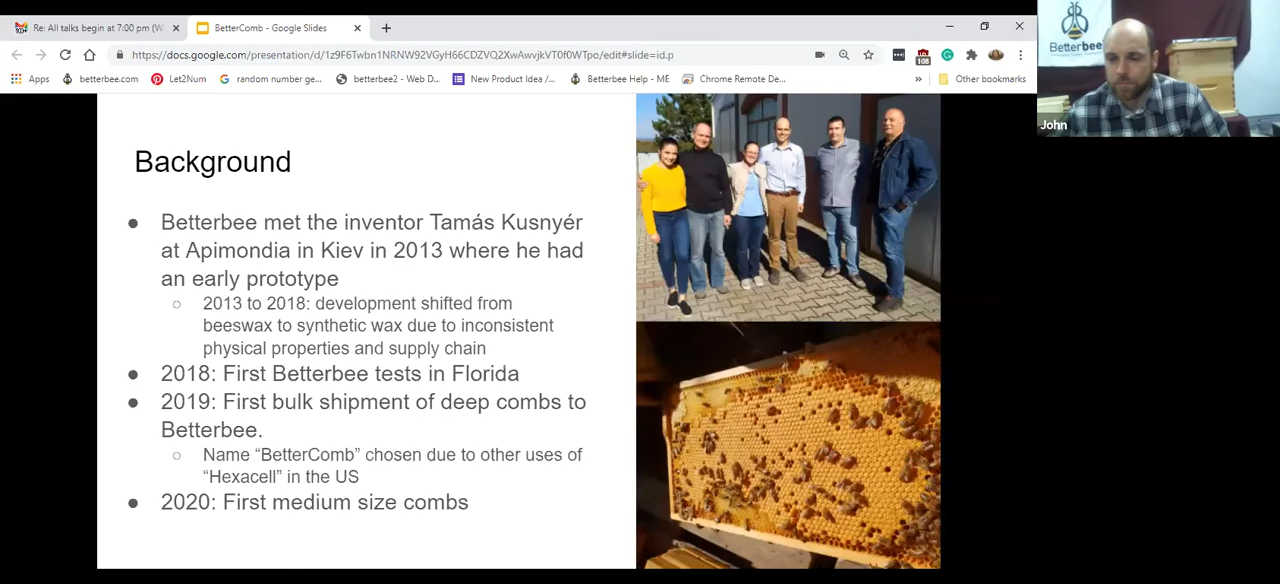 Re: All talks begin at 7:00 pm (W
BetterComb - Google Slides
https://docs.google.com/presentation/d/1z9F6Twbn1NRNW92VGyH66CDZVQ2XwAwvjkVT0f0WTpo/edit#slide=id.p
108
Apps
betterbee.com
Let2Num
random number ge...
betterbee2 - Web D...
New Product Idea /...
Betterbee Help - ME
Chrome Remote De...
»
Other bookmarks
Betterbee
John
Background
● Betterbee met the inventor Tamás Kusnyér
at Apimondia in Kiev in 2013 where he had
an early prototype
○ 2013 to 2018: development shifted from
beeswax to synthetic wax due to inconsistent
physical properties and supply chain
● 2018: First Betterbee tests in Florida
● 2019: First bulk shipment of deep combs to
Betterbee.
○ Name “BetterComb” chosen due to other uses of
“Hexacell” in the US
● 2020: First medium size combs